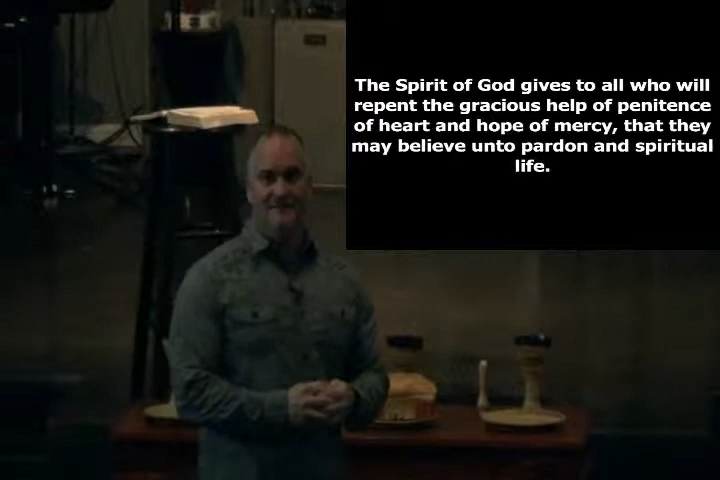 The Spirit of God gives to all who will
repent the gracious help of penitence
of heart and hope of mercy, that they
may believe unto pardon and spiritual
life.